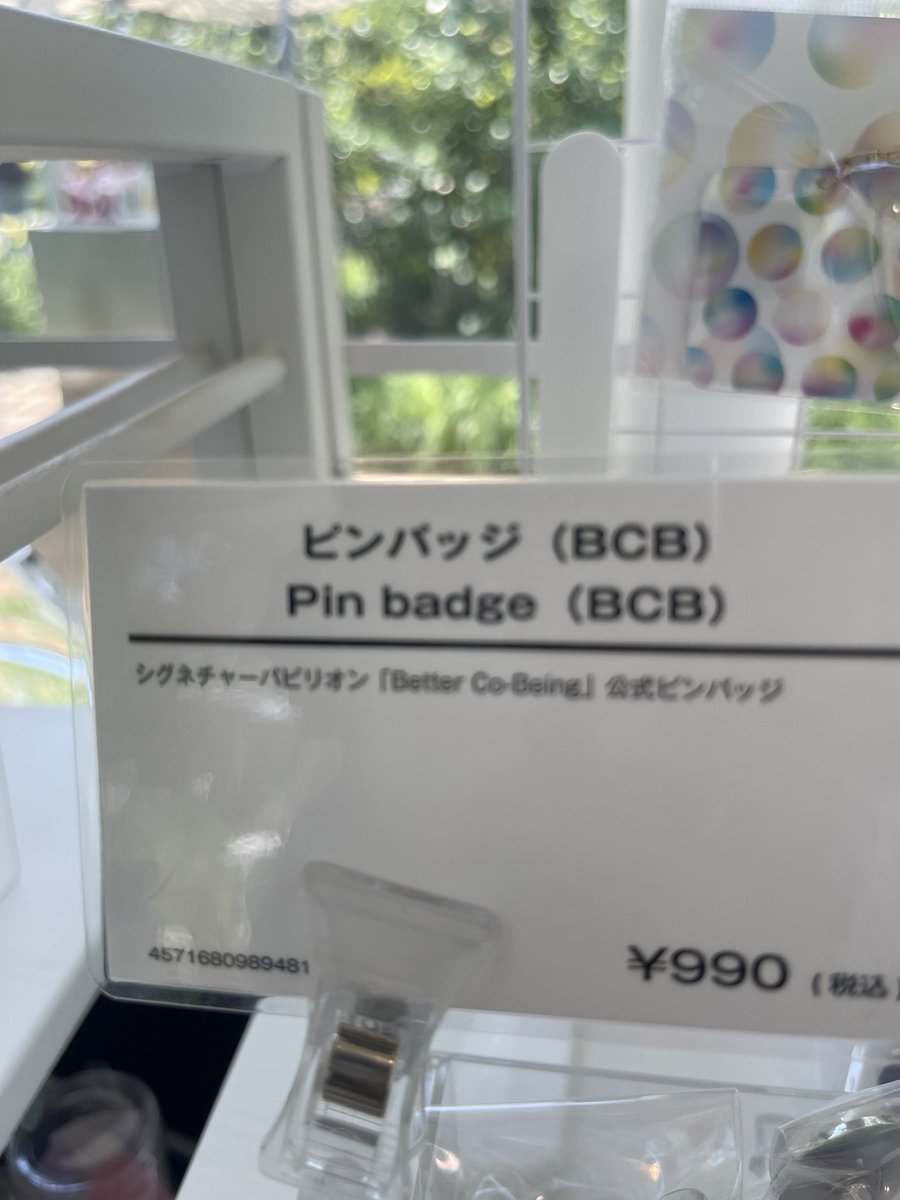 ピンバッジ（BCB）
Pin badge（BCB）
シグネチャーパビリオン「Better Co-Being」公式ピンバッジ
4571680989481
¥990（税込）